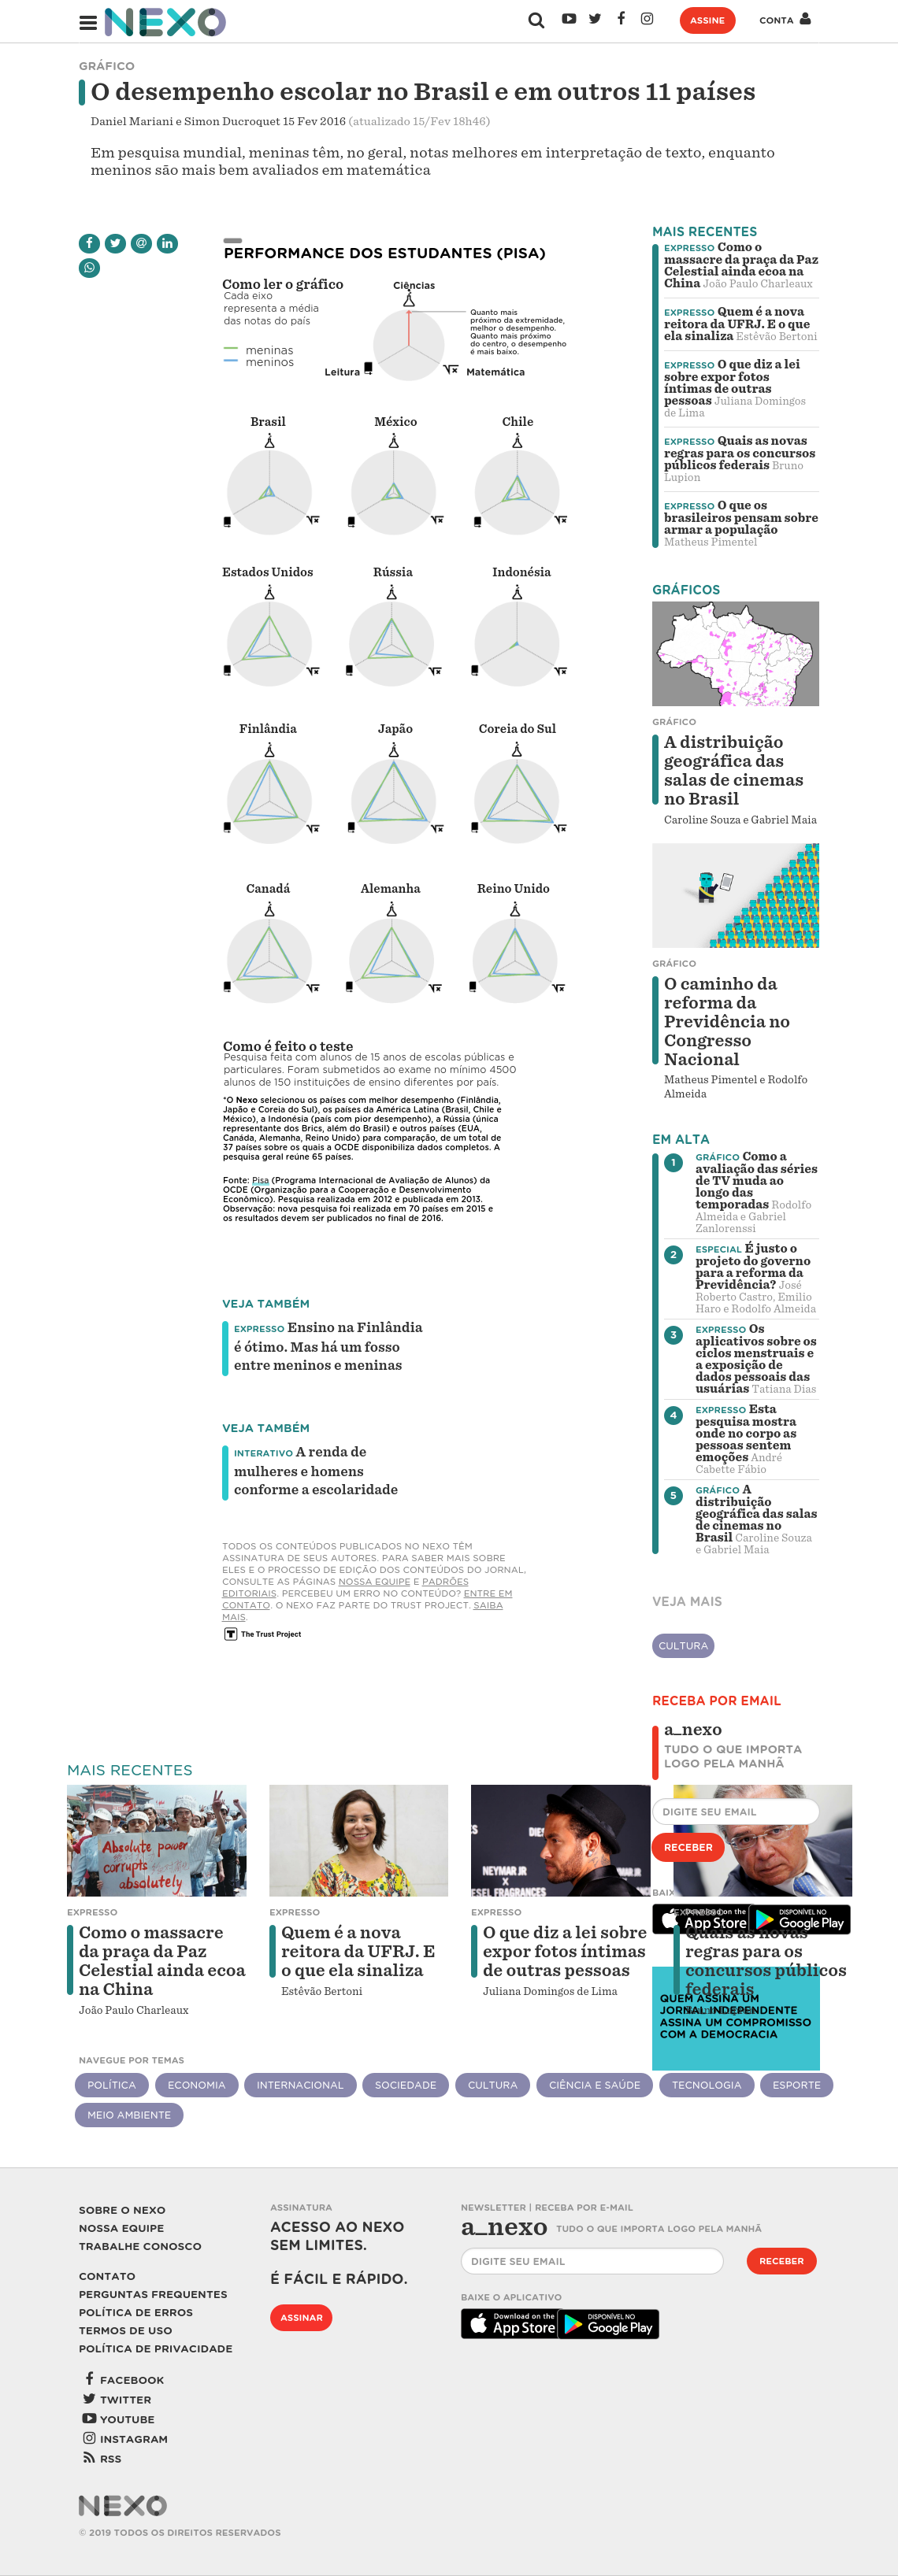 NEXO
ASSINE
CONTA
GRÁFICO
O desempenho escolar no Brasil e em outros 11 países
Daniel Mariani e Simon Ducroquet 15 Fev 2016 (atualizado 15/Fev 18h46)
Em pesquisa mundial, meninas têm, no geral, notas melhores em interpretação de texto, enquanto
meninos são mais bem avaliados em matemática
PERFORMANCE DOS ESTUDANTES (PISA)
Como ler o gráfico
Cada eixo
representa a média
das notas do país
meninas
meninos
Ciências
Quanto mais
próximo da extremidade,
melhor o desempenho.
Quanto mais próximo
do centro, o desempenho
é mais baixo.
Leitura
Matemática
Brasil
México
Chile
Estados Unidos
Rússia
Indonésia
Finlândia
Japão
Coreia do Sul
Canadá
Alemanha
Reino Unido
Como é feito o teste
Pesquisa feita com alunos de 15 anos de escolas públicas e
particulares. Foram submetidos ao exame no mínimo 4500
alunos de 150 instituições de ensino diferentes por país.
*O Nexo selecionou os países com melhor desempenho (Finlândia,
Japão e Coreia do Sul), os países da América Latina (Brasil, Chile e
México), a Indonésia (país com pior desempenho), a Rússia (única
representante dos Brics, além do Brasil) e outros países (EUA,
Canáda, Alemanha, Reino Unido) para comparação, de um total de
37 países sobre os quais a OCDE disponibiliza dados completos. A
pesquisa geral reúne 65 países.
Fonte: Pisa (Programa Internacional de Avaliação de Alunos) da
OCDE (Organização para a Cooperação e Desenvolvimento
Econômico). Pesquisa realizada em 2012 e publicada em 2013.
Observação: nova pesquisa foi realizada em 70 países em 2015 e
os resultados devem ser publicados no final de 2016.
VEJA TAMBÉM
EXPRESSO Ensino na Finlândia
é ótimo. Mas há um fosso
entre meninos e meninas
VEJA TAMBÉM
INTERATIVO A renda de
mulheres e homens
conforme a escolaridade
TODOS OS CONTEÚDOS PUBLICADOS NO NEXO TÊM
ASSINATURA DE SEUS AUTORES. PARA SABER MAIS SOBRE
ELES E O PROCESSO DE EDIÇÃO DOS CONTEÚDOS DO JORNAL,
CONSULTE AS PÁGINAS NOSSA EQUIPE E PADRÕES
EDITORIAIS. PERCEBEU UM ERRO NO CONTEÚDO? ENTRE EM
CONTATO. O NEXO FAZ PARTE DO TRUST PROJECT. SAIBA
MAIS.
T The Trust Project
MAIS RECENTES
EXPRESSO Como o
massacre da praça da Paz
Celestial ainda ecoa na
China João Paulo Charleaux
EXPRESSO Quem é a nova
reitora da UFRJ. E o que
ela sinaliza Estêvão Bertoni
EXPRESSO O que diz a lei
sobre expor fotos
íntimas de outras
pessoas Juliana Domingos
de Lima
EXPRESSO Quais as novas
regras para os concursos
públicos federais Bruno
Lupion
EXPRESSO O que os
brasileiros pensam sobre
armar a população
Matheus Pimentel
GRÁFICOS
GRÁFICO
A distribuição
geográfica das
salas de cinemas
no Brasil
Caroline Souza e Gabriel Maia
GRÁFICO
O caminho da
reforma da
Previdência no
Congresso
Nacional
Matheus Pimentel e Rodolfo
Almeida
EM ALTA
1 GRÁFICO Como a
avaliação das séries
de TV muda ao
longo das
temporadas Rodolfo
Almeida e Gabriel
Zanlorenssi
2 ESPECIAL É justo o
projeto do governo
para a reforma da
Previdência? José
Roberto Castro, Emilio
Haro e Rodolfo Almeida
3 EXPRESSO Os
aplicativos sobre os
ciclos menstruais e
a exposição de
dados pessoais das
usuárias Tatiana Dias
4 EXPRESSO Esta
pesquisa mostra
onde no corpo as
pessoas sentem
emoções André
Cabette Fábio
5 GRÁFICO A
distribuição
geográfica das salas
de cinemas no
Brasil Caroline Souza
e Gabriel Maia
VEJA MAIS
CULTURA
RECEBA POR EMAIL
a_nexo
TUDO O QUE IMPORTA
LOGO PELA MANHÃ
DIGITE SEU EMAIL
RECEBER
App Store
DISPONÍVEL NO
Google Play
QUEM ASSINA UM
JORNAL INDEPENDENTE
ASSINA UM COMPROMISSO
COM A DEMOCRACIA
MAIS RECENTES
Absolute power
corrupts
absolutely
NEYMAR JR
DIESEL FRAGRANCES
EXPRESSO
Como o massacre
da praça da Paz
Celestial ainda ecoa
na China
João Paulo Charleaux
EXPRESSO
Quem é a nova
reitora da UFRJ. E
o que ela sinaliza
Estêvão Bertoni
EXPRESSO
O que diz a lei sobre
expor fotos íntimas
de outras pessoas
Juliana Domingos de Lima
Quais as novas
regras para os
concursos públicos
federais
NAVEGUE POR TEMAS
POLÍTICA
ECONOMIA
INTERNACIONAL
SOCIEDADE
CULTURA
CIÊNCIA E SAÚDE
TECNOLOGIA
ESPORTE
MEIO AMBIENTE
SOBRE O NEXO
NOSSA EQUIPE
TRABALHE CONOSCO
CONTATO
PERGUNTAS FREQUENTES
POLÍTICA DE ERROS
TERMOS DE USO
POLÍTICA DE PRIVACIDADE
FACEBOOK
TWITTER
YOUTUBE
INSTAGRAM
RSS
ASSINATURA
ACESSO AO NEXO
SEM LIMITES.
É FÁCIL E RÁPIDO.
ASSINAR
NEWSLETTER | RECEBA POR E-MAIL
a_nexo TUDO O QUE IMPORTA LOGO PELA MANHÃ
DIGITE SEU EMAIL
RECEBER
BAIXE O APLICATIVO
Download on the
App Store
DISPONÍVEL NO
Google Play
NEXO
© 2019 TODOS OS DIREITOS RESERVADOS